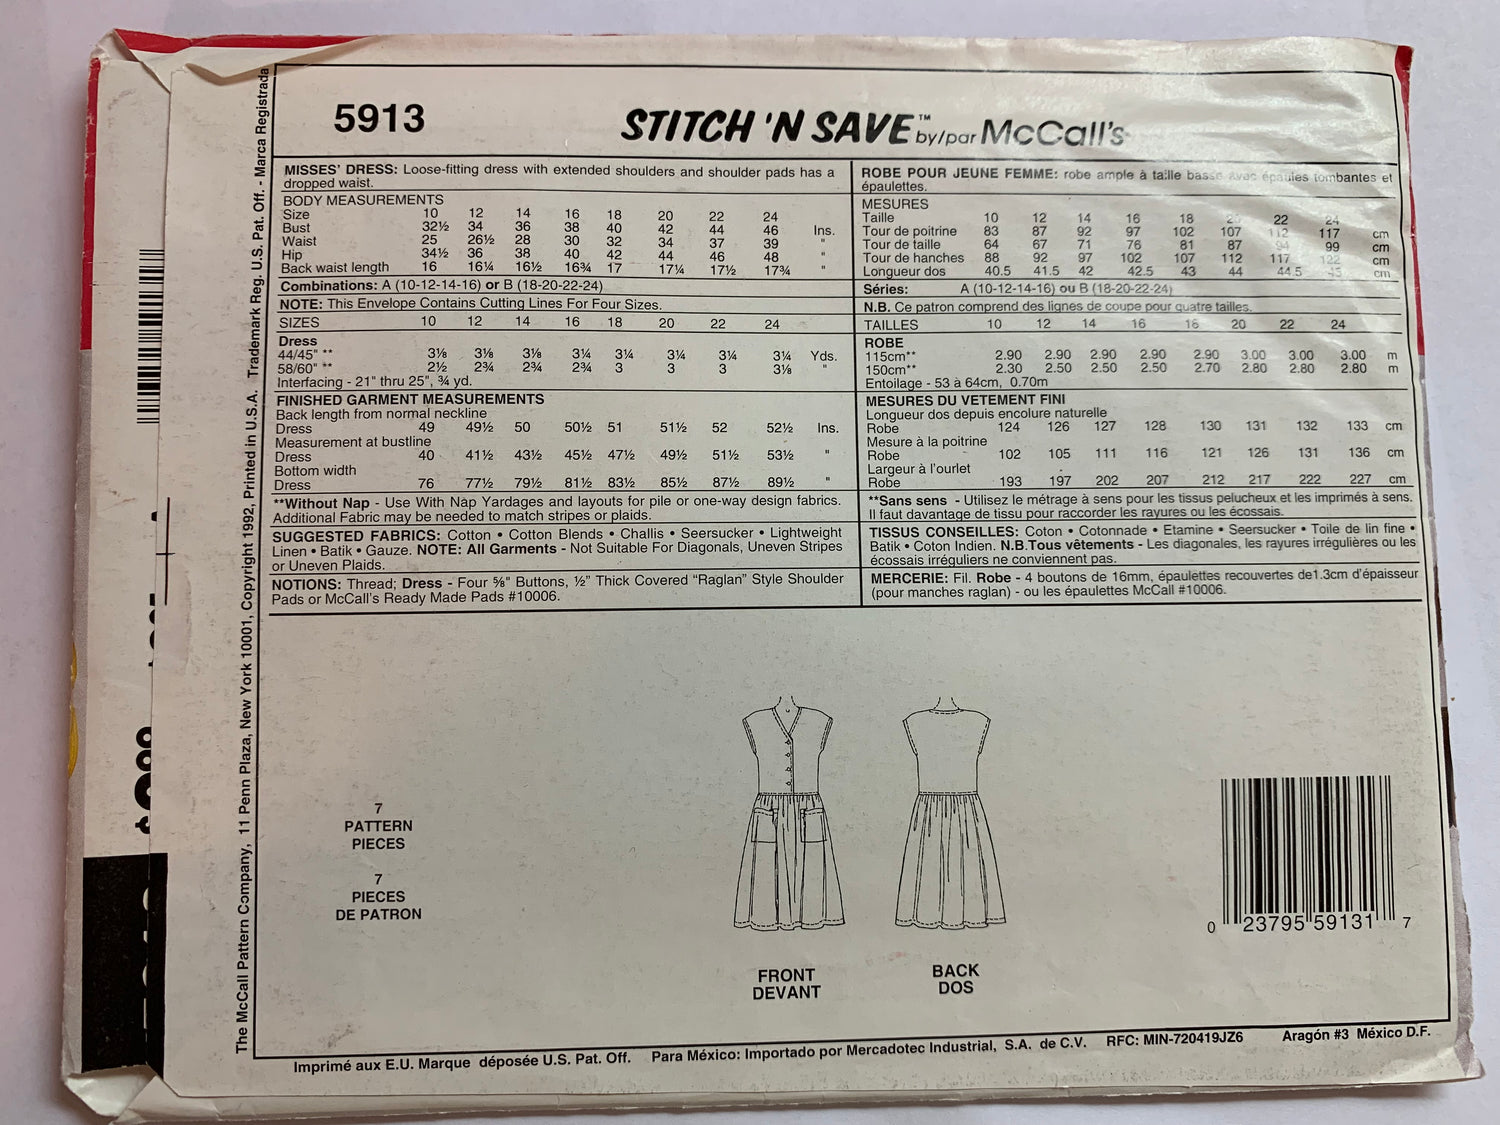 5913
STITCH 'N SAVE™ by/par McCall's
MISSES' DRESS: Loose-fitting dress with extended shoulders and shoulder pads has a
dropped waist.
BODY MEASUREMENTS
Size 10 12 14 16 18 20 22 24
Bust 32½ 34 36 38 40 42 44 46 Ins.
Waist 25 26½ 28 30 32 34 37 39 "
Hip 34½ 36 38 40 42 44 46 48 "
Back waist length 16 16¼ 16½ 16¾ 17 17¼ 17½ 17¾ "
Combinations: A (10-12-14-16) or B (18-20-22-24)
NOTE: This Envelope Contains Cutting Lines For Four Sizes.
SIZES 10 12 14 16 18 20 22 24
Dress
44/45" ** 3⅛ 3⅛ 3⅛ 3¼ 3¼ 3¼ 3¼ 3¼ Yds.
58/60" ** 2½ 2¾ 2¾ 2¾ 3 3 3 3⅛ "
Interfacing - 21" thru 25", ¾ yd.
FINISHED GARMENT MEASUREMENTS
Back length from normal neckline
Dress 49 49½ 50 50½ 51 51½ 52 52½ Ins.
Measurement at bustline
Dress 40 41½ 43½ 45½ 47½ 49½ 51½ 53½ "
Bottom width
Dress 76 77½ 79½ 81½ 83½ 85½ 87½ 89½ "
**Without Nap - Use With Nap Yardages and layouts for pile or one-way design fabrics.
Additional Fabric may be needed to match stripes or plaids.
SUGGESTED FABRICS: Cotton • Cotton Blends • Challis • Seersucker • Lightweight
Linen • Batik • Gauze. NOTE: All Garments - Not Suitable For Diagonals, Uneven Stripes
or Uneven Plaids.
NOTIONS: Thread; Dress - Four ⅝" Buttons, ½" Thick Covered "Raglan" Style Shoulder
Pads or McCall's Ready Made Pads #10006.
ROBE POUR JEUNE FEMME: robe ample à taille basse avec épaules tombantes et
épaulettes.
MESURES
Taille 10 12 14 16 18 20 22 24
Tour de poitrine 83 87 92 97 102 107 112 117 cm
Tour de taille 64 67 71 76 81 87 94 99 cm
Tour de hanches 88 92 97 102 107 112 117 122 cm
Longueur dos 40.5 41.5 42 42.5 43 44 44.5 45 cm
Séries: A (10-12-14-16) ou B (18-20-22-24)
N.B. Ce patron comprend des lignes de coupe pour quatre tailles.
TAILLES 10 12 14 16 18 20 22 24
ROBE
115cm** 2.90 2.90 2.90 2.90 2.90 3.00 3.00 3.00 m
150cm** 2.30 2.50 2.50 2.50 2.70 2.80 2.80 2.80 m
Entoilage - 53 à 64cm, 0.70m
MESURES DU VETEMENT FINI
Longueur dos depuis encolure naturelle
Robe 124 126 127 128 130 131 132 133 cm
Mesure à la poitrine
Robe 102 105 111 116 121 126 131 136 cm
Largeur à l'ourlet
Robe 193 197 202 207 212 217 222 227 cm
**Sans sens - Utilisez le métrage à sens pour les tissus pelucheux et les imprimés à sens.
Il faut davantage de tissu pour raccorder les rayures ou les écossais.
TISSUS CONSEILLES: Coton • Cotonnade • Etamine • Seersucker • Toile de lin fine •
Batik • Coton Indien. N.B.Tous vêtements - Les diagonales, les rayures irrégulières ou les
écossais irréguliers ne conviennent pas.
MERCERIE: Fil. Robe - 4 boutons de 16mm, épaulettes recouvertes de1.3cm d'épaisseur
(pour manches raglan) - ou les épaulettes McCall #10006.
7
PATTERN
PIECES
7
PIECES
DE PATRON
FRONT
DEVANT
BACK
DOS
0 23795 59131 7
The McCall Pattern Company, 11 Penn Plaza, New York 10001, Copyright 1992, Printed in U.S.A. Trademark Reg. U.S. Pat. Off. - Marca Registrada
Imprimé aux E.U. Marque déposée U.S. Pat. Off. Para México: Importado por Mercadotec Industrial, S.A. de C.V. RFC: MIN-720419JZ6 Aragón #3 México D.F.